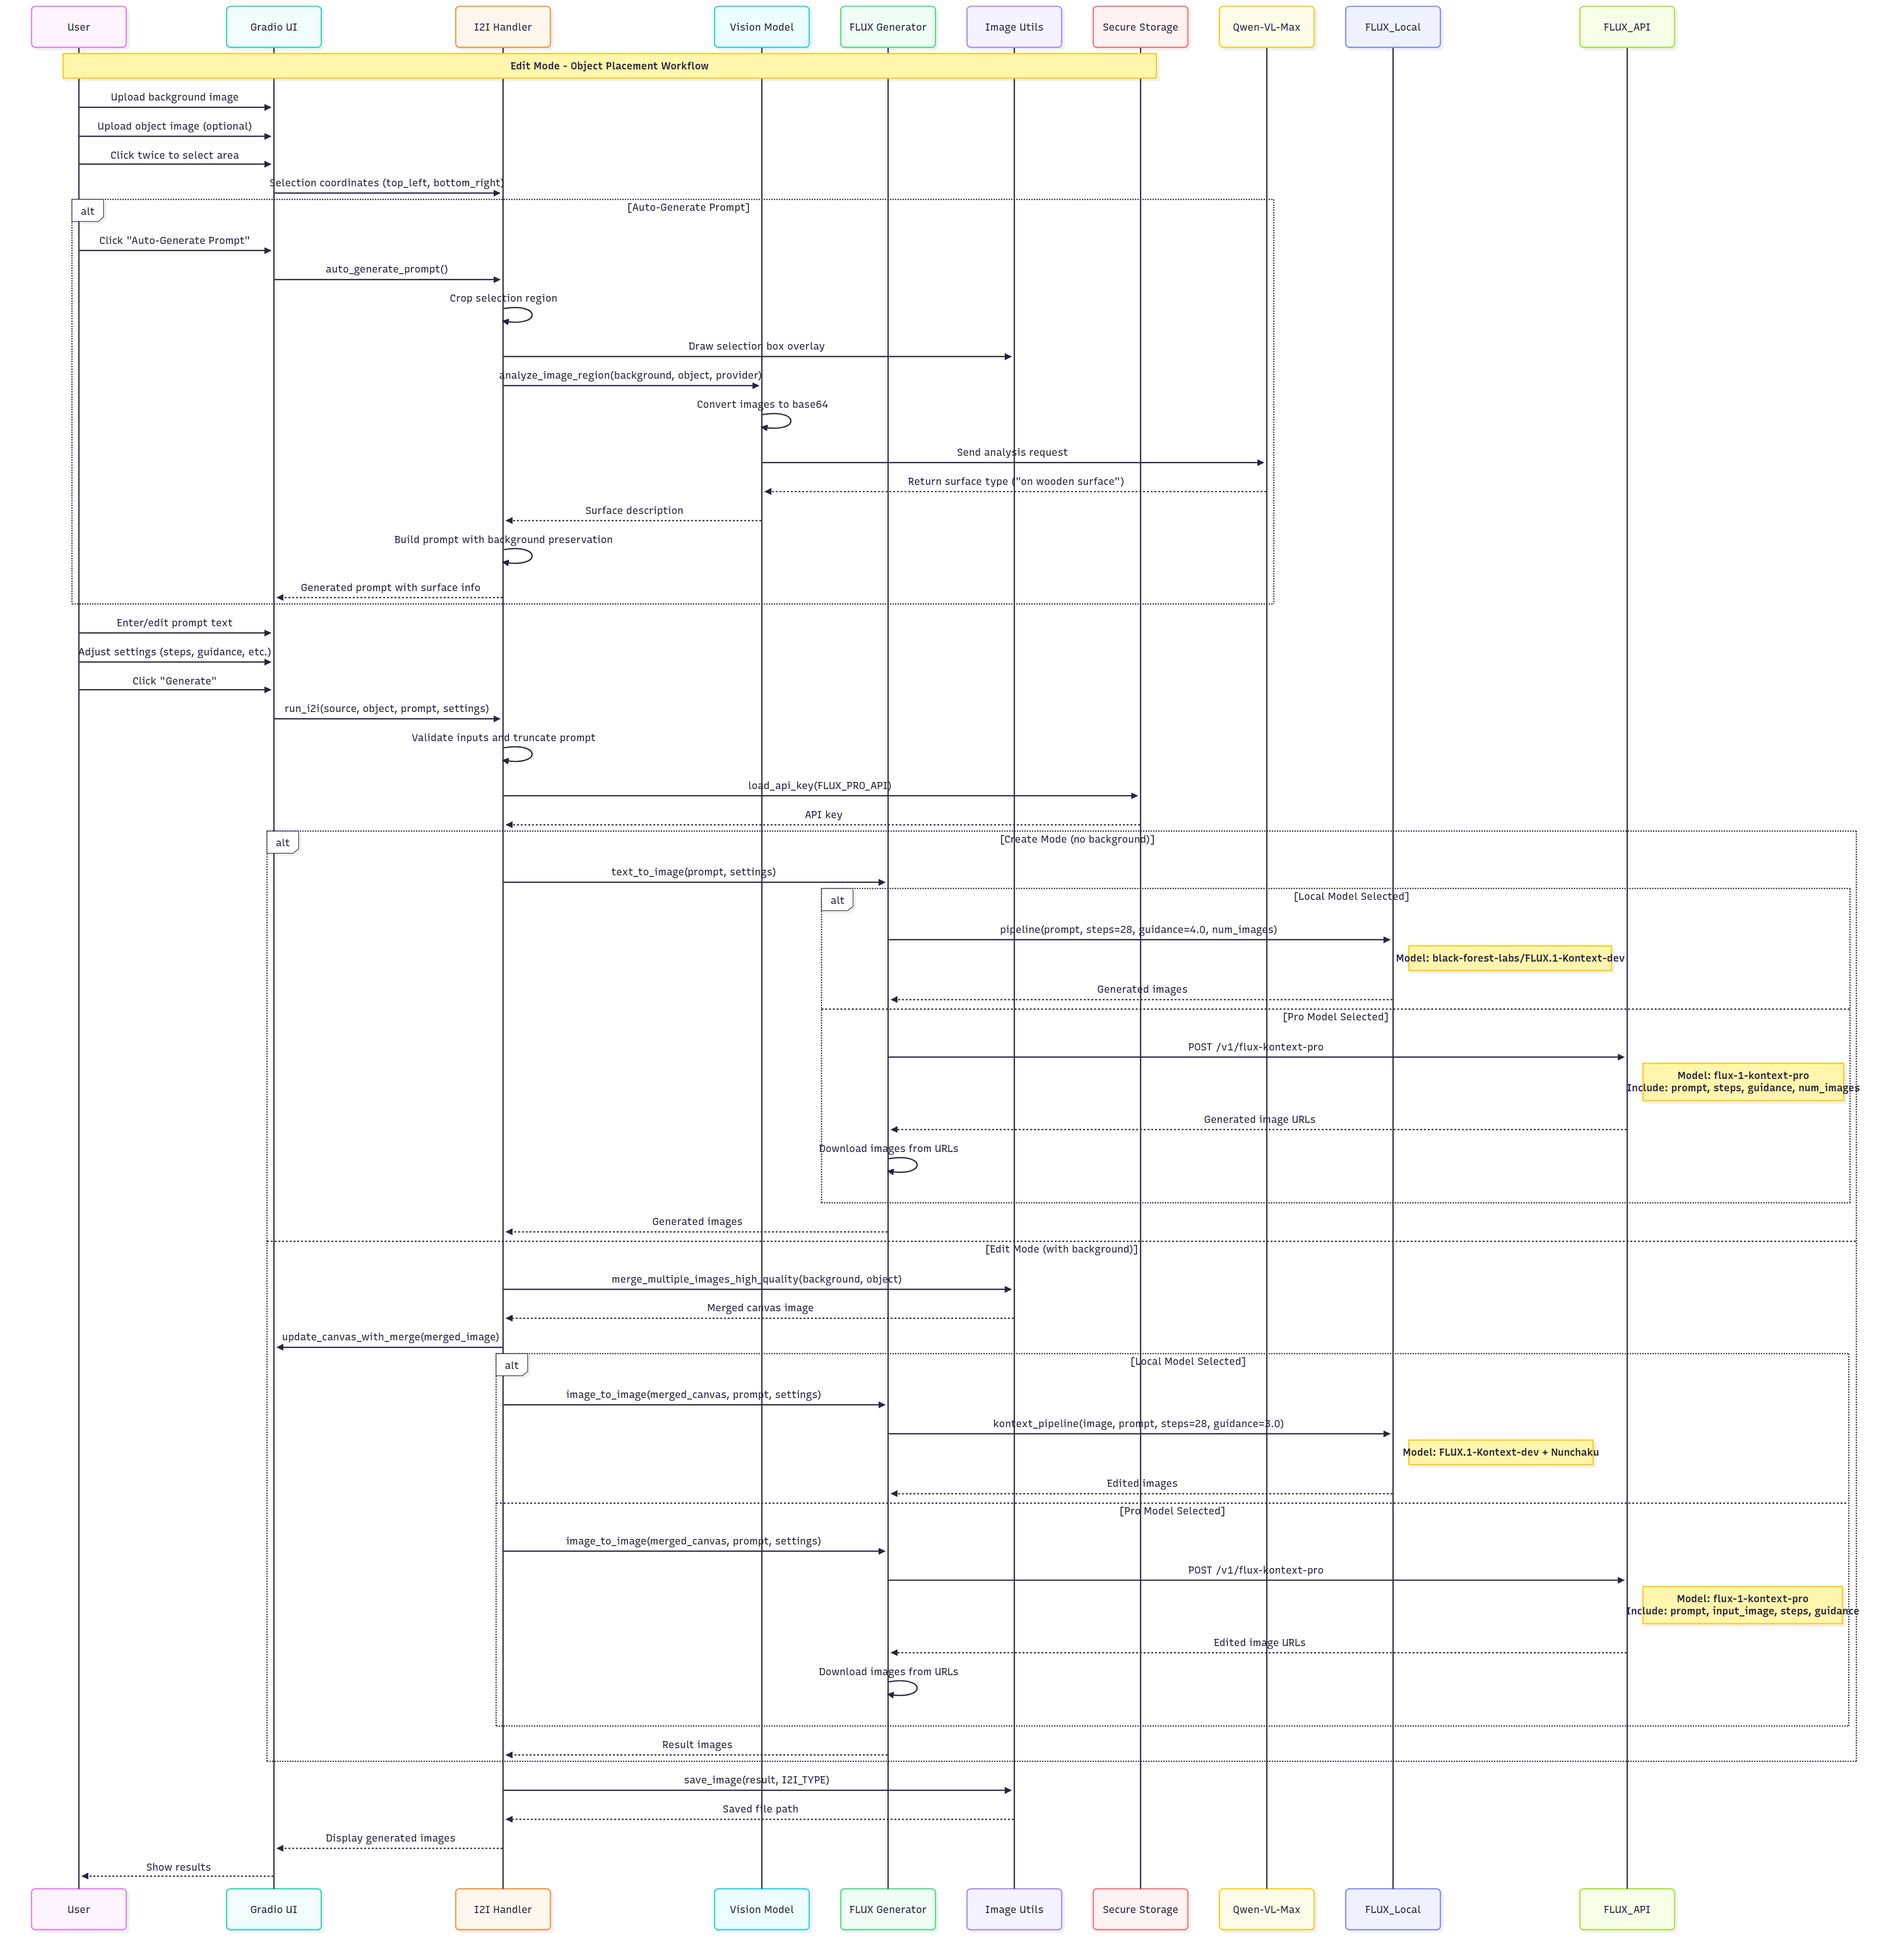 User
Gradio UI
I2I Handler
Vision Model
FLUX Generator
Image Utils
Secure Storage
Qwen-VL-Max
FLUX_Local
FLUX_API
Edit Mode - Object Placement Workflow
Upload background image
Upload object image (optional)
Click twice to select area
Selection coordinates (top_left, bottom_right)
alt
[Auto-Generate Prompt]
Click "Auto-Generate Prompt"
auto_generate_prompt()
Crop selection region
Draw selection box overlay
analyze_image_region(background, object, provider)
Convert images to base64
Send analysis request
Return surface type ("on wooden surface")
Surface description
Build prompt with background preservation
Generated prompt with surface info
Enter/edit prompt text
Adjust settings (steps, guidance, etc.)
Click "Generate"
run_i2i(source, object, prompt, settings)
Validate inputs and truncate prompt
load_api_key(FLUX_PRO_API)
API key
alt
[Create Mode (no background)]
text_to_image(prompt, settings)
alt
[Local Model Selected]
pipeline(prompt, steps=28, guidance=4.0, num_images)
Model: black-forest-labs/FLUX.1-Kontext-dev
Generated images
[Pro Model Selected]
POST /v1/flux-kontext-pro
Model: flux-1-kontext-pro
Include: prompt, steps, guidance, num_images
Generated image URLs
Download images from URLs
Generated images
[Edit Mode (with background)]
merge_multiple_images_high_quality(background, object)
Merged canvas image
update_canvas_with_merge(merged_image)
alt
[Local Model Selected]
image_to_image(merged_canvas, prompt, settings)
kontext_pipeline(image, prompt, steps=28, guidance=3.0)
Model: FLUX.1-Kontext-dev + Nunchaku
Edited images
[Pro Model Selected]
image_to_image(merged_canvas, prompt, settings)
POST /v1/flux-kontext-pro
Model: flux-1-kontext-pro
Include: prompt, input_image, steps, guidance
Edited image URLs
Download images from URLs
Result images
save_image(result, I2I_TYPE)
Saved file path
Display generated images
Show results
User
Gradio UI
I2I Handler
Vision Model
FLUX Generator
Image Utils
Secure Storage
Qwen-VL-Max
FLUX_Local
FLUX_API